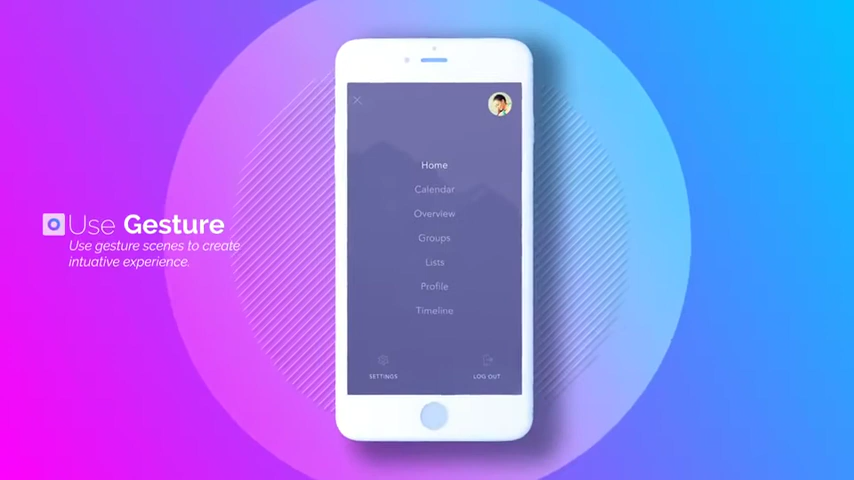 Use Gesture
Use gesture scenes to create
intuative experience.
Home
Calendar
Overview
Groups
Lists
Profile
Timeline
SETTINGS
LOG OUT